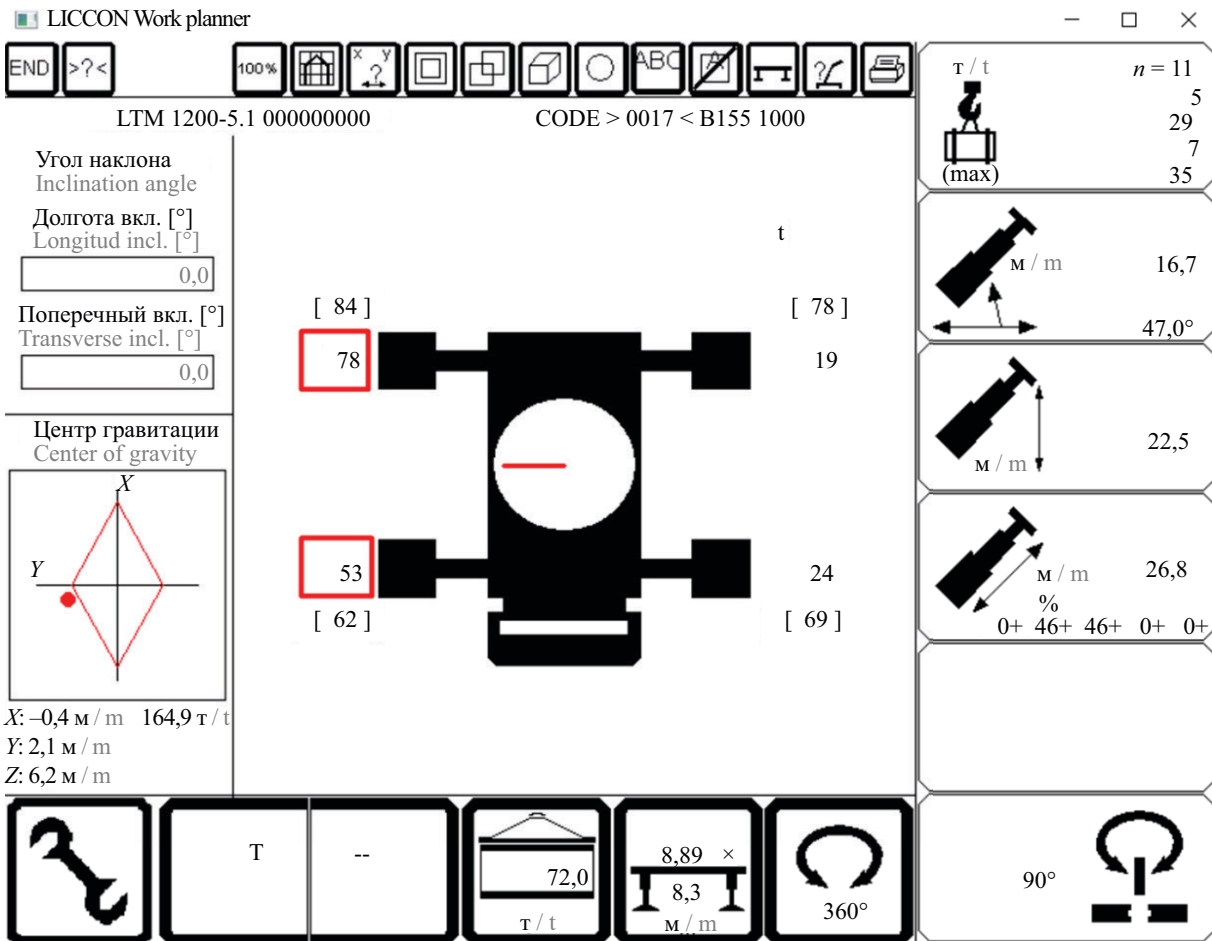 LICCON Work planner
END >?< 100% x y ? ABC A ?
LTM 1200-5.1 000000000 CODE > 0017 < B155 1000
Угол наклона
Inclination angle
Долгота вкл. [°]
Longitud incl. [°]
0,0
Поперечный вкл. [°]
Transverse incl. [°]
0,0
Центр гравитации
Center of gravity
X
Y
X: –0,4 м / m 164,9 т / t
Y: 2,1 м / m
Z: 6,2 м / m
t
[ 84 ] [ 78 ]
78 19
53 24
[ 62 ] [ 69 ]
т / t n = 11
5
29
7
(max) 35
м / m 16,7
47,0°
22,5
м / m
м / m 26,8
%
0+ 46+ 46+ 0+ 0+
T --
72,0
т / t
8,89 ×
8,3
м / m
360°
90°